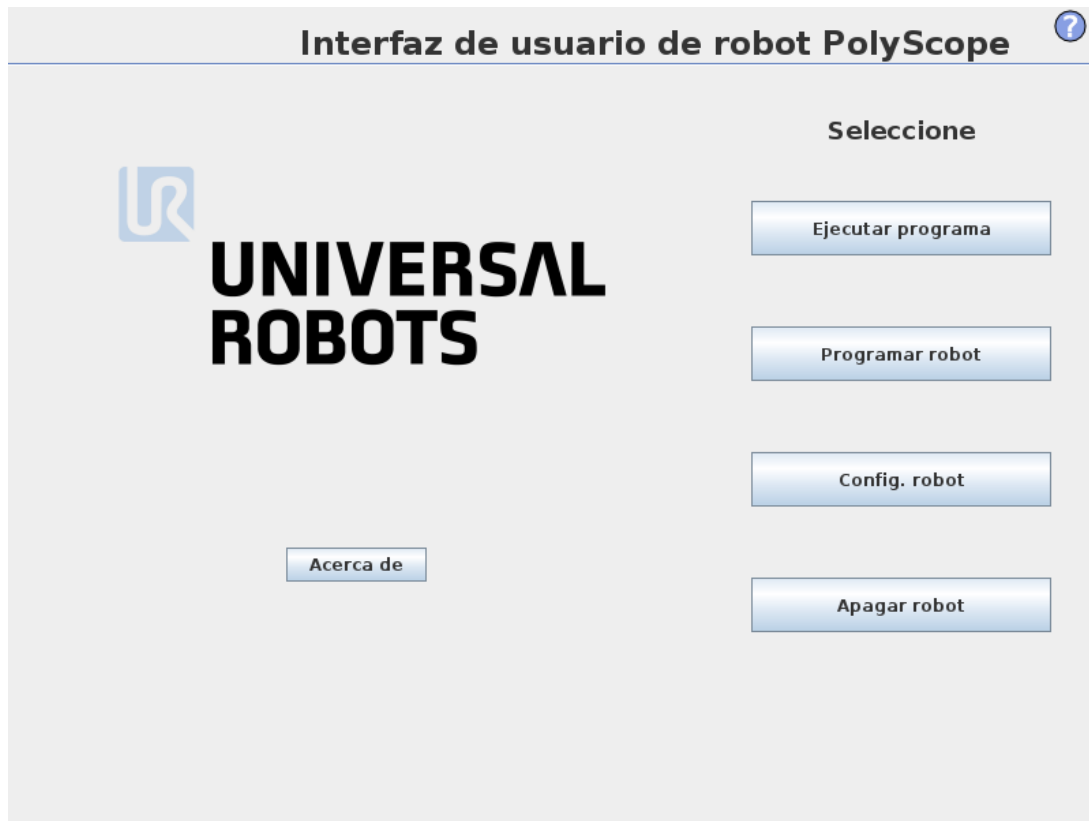 Interfaz de usuario de robot PolyScope
?
Seleccione
UR
UNIVERSAL
ROBOTS
Ejecutar programa
Programar robot
Config. robot
Acerca de
Apagar robot